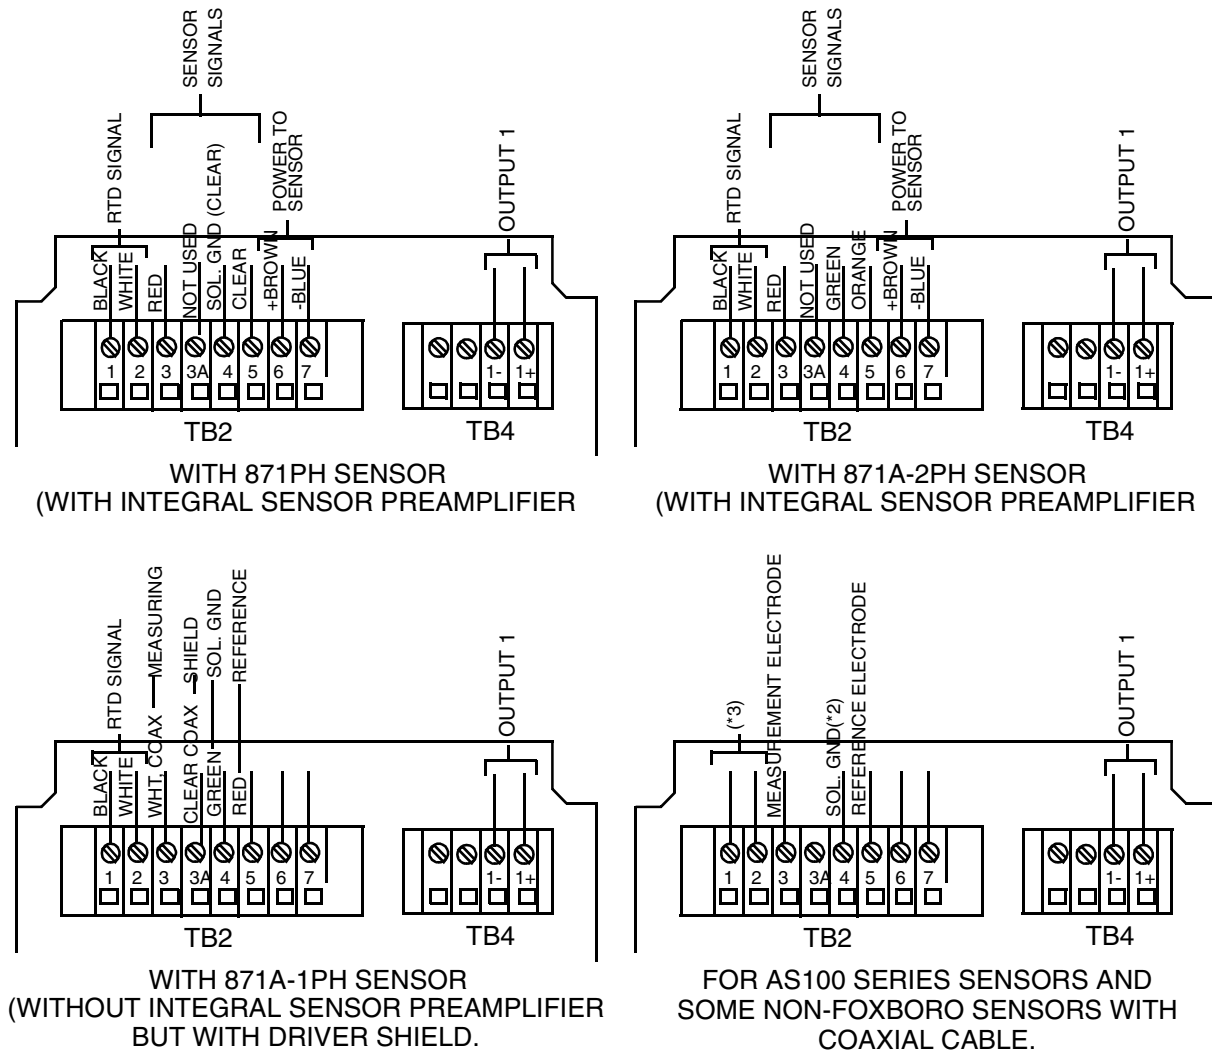 SENSOR
SIGNALS
RTD SIGNAL
POWER TO
SENSOR
OUTPUT 1
BLACK
WHITE
RED
NOT USED
SOL. GND (CLEAR)
CLEAR
+BROWN
-BLUE
1 2 3 3A 4 5 6 7
1- 1+
TB2
TB4
WITH 871PH SENSOR
(WITH INTEGRAL SENSOR PREAMPLIFIER
SENSOR
SIGNALS
RTD SIGNAL
POWER TO
SENSOR
OUTPUT 1
BLACK
WHITE
RED
NOT USED
GREEN
ORANGE
+BROWN
-BLUE
1 2 3 3A 4 5 6 7
1- 1+
TB2
TB4
WITH 871A-2PH SENSOR
(WITH INTEGRAL SENSOR PREAMPLIFIER
RTD SIGNAL
BLACK
WHITE
WHT. COAX
MEASURING
CLEAR COAX
SHIELD
GREEN
SOL. GND
RED
REFERENCE
OUTPUT 1
1 2 3 3A 4 5 6 7
1- 1+
TB2
TB4
WITH 871A-1PH SENSOR
(WITHOUT INTEGRAL SENSOR PREAMPLIFIER
BUT WITH DRIVER SHIELD.
(*3)
MEASUREMENT ELECTRODE
SOL. GND(*2)
REFERENCE ELECTRODE
OUTPUT 1
1 2 3 3A 4 5 6 7
1- 1+
TB2
TB4
FOR AS100 SERIES SENSORS AND
SOME NON-FOXBORO SENSORS WITH
COAXIAL CABLE.